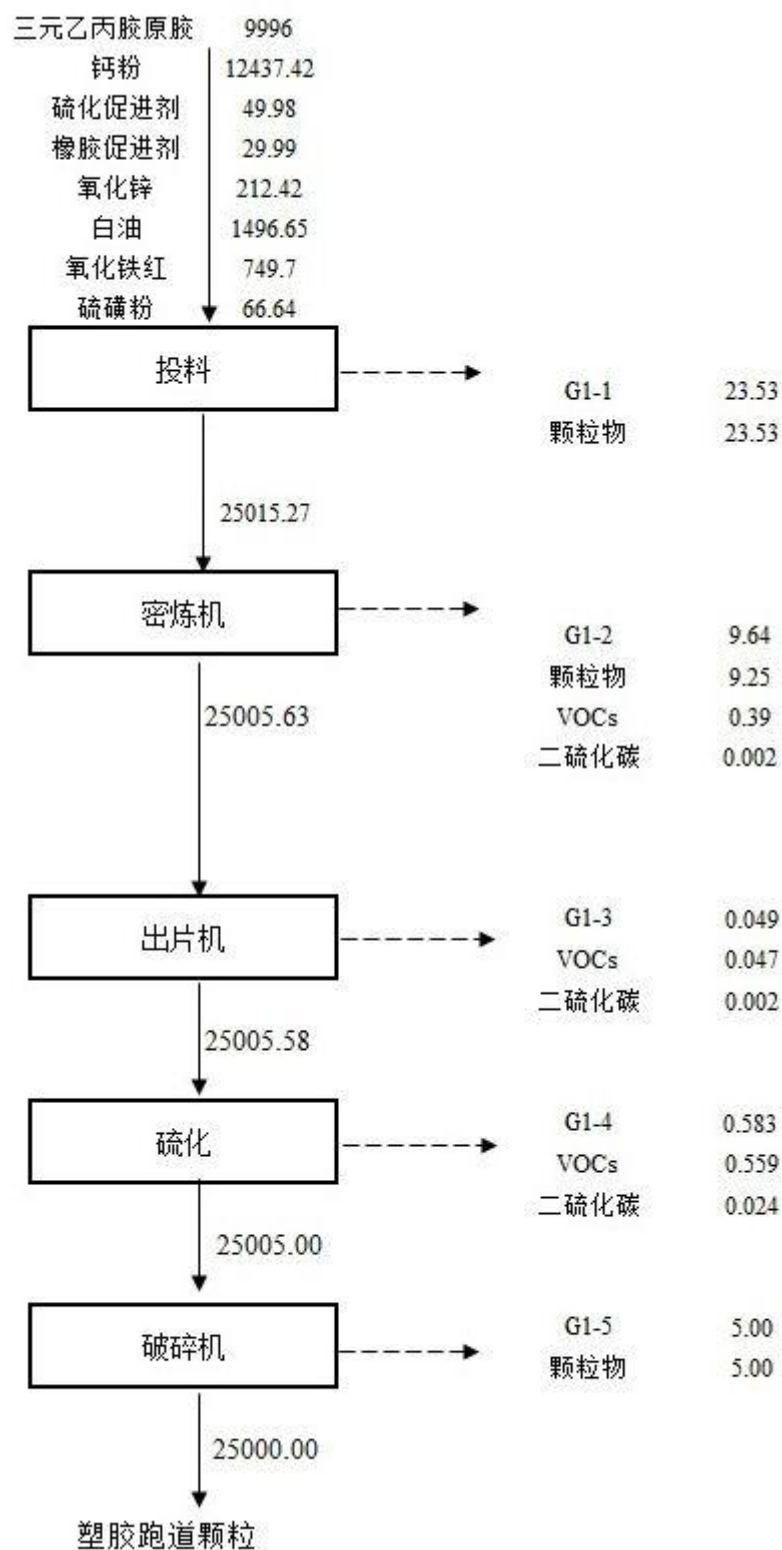 三元乙丙胶原胶 9996
钙粉 12437.42
硫化促进剂 49.98
橡胶促进剂 29.99
氧化锌 212.42
白油 1496.65
氧化铁红 749.7
硫磺粉 66.64
投料
G1-1 23.53
颗粒物 23.53
25015.27
密炼机
G1-2 9.64
颗粒物 9.25
VOCs 0.39
二硫化碳 0.002
25005.63
出片机
G1-3 0.049
VOCs 0.047
二硫化碳 0.002
25005.58
硫化
G1-4 0.583
VOCs 0.559
二硫化碳 0.024
25005.00
破碎机
G1-5 5.00
颗粒物 5.00
25000.00
塑胶跑道颗粒